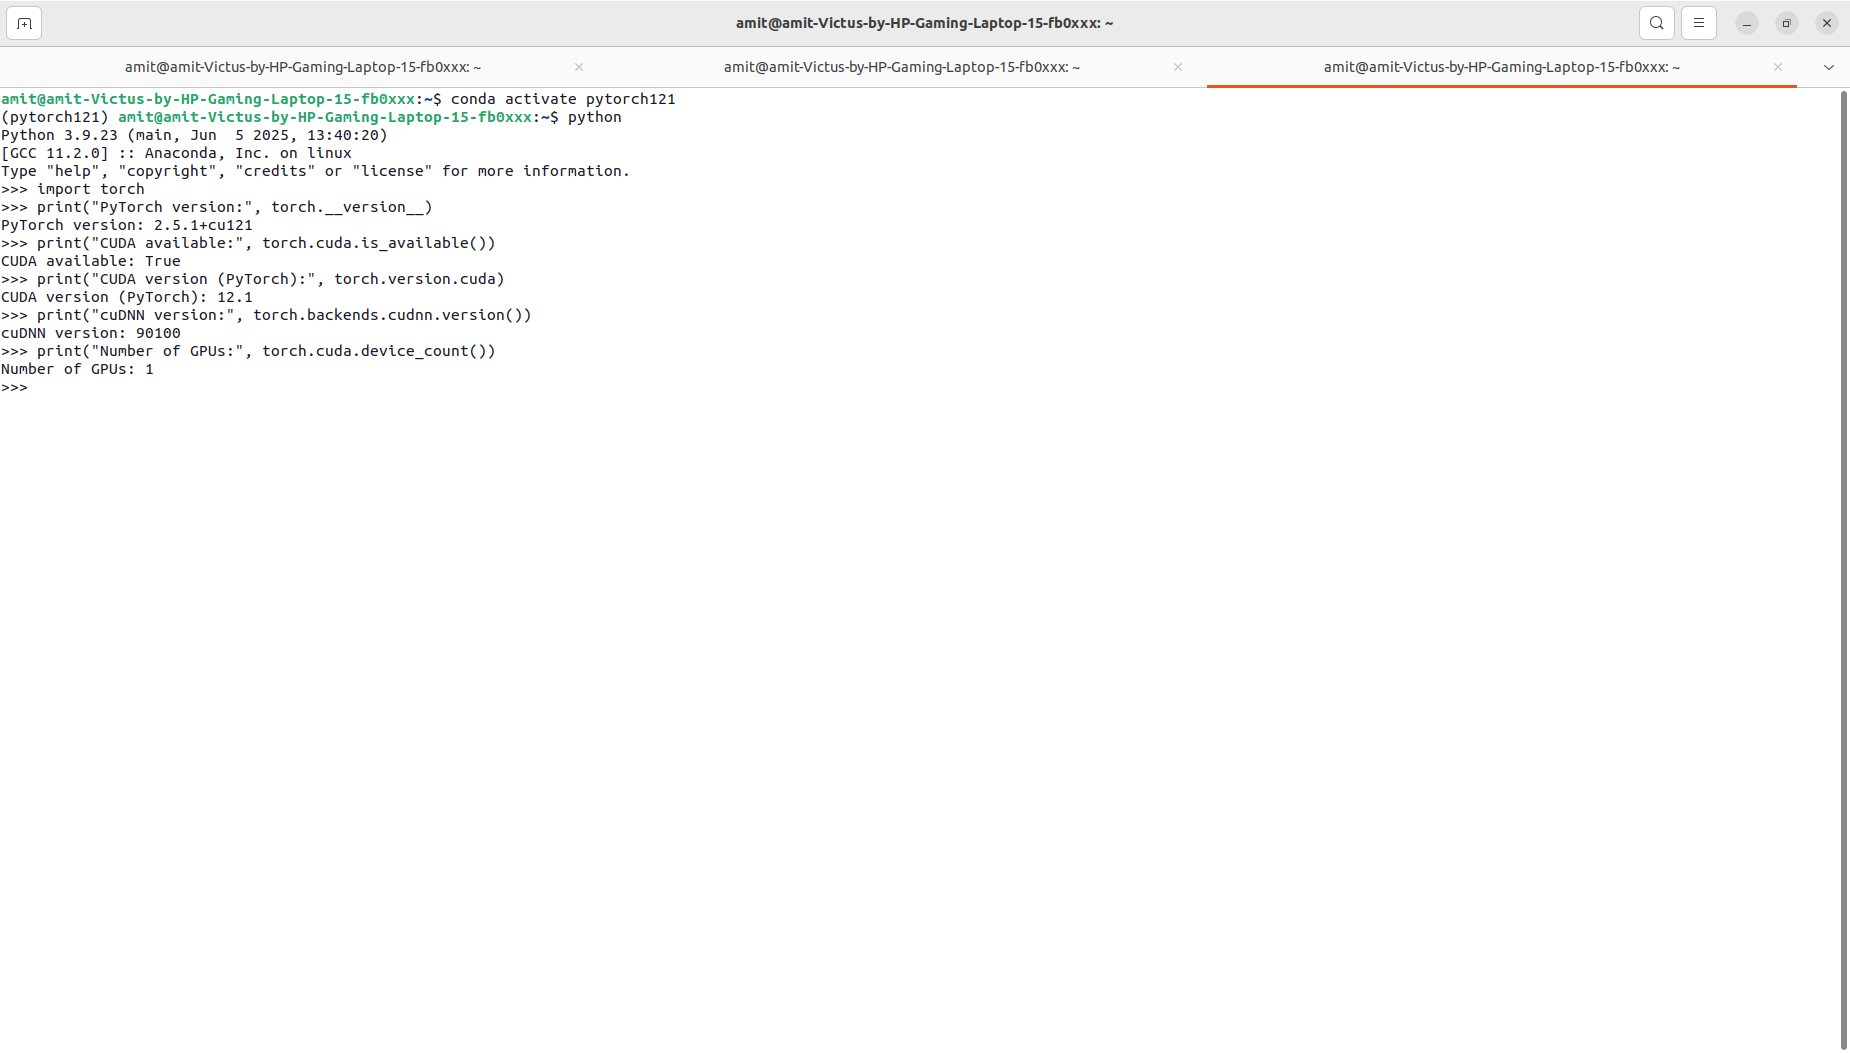 amit@amit-Victus-by-HP-Gaming-Laptop-15-fb0xxx: ~
amit@amit-Victus-by-HP-Gaming-Laptop-15-fb0xxx: ~
amit@amit-Victus-by-HP-Gaming-Laptop-15-fb0xxx: ~
amit@amit-Victus-by-HP-Gaming-Laptop-15-fb0xxx: ~
amit@amit-Victus-by-HP-Gaming-Laptop-15-fb0xxx:~$ conda activate pytorch121
(pytorch121) amit@amit-Victus-by-HP-Gaming-Laptop-15-fb0xxx:~$ python
Python 3.9.23 (main, Jun  5 2025, 13:40:20)
[GCC 11.2.0] :: Anaconda, Inc. on linux
Type "help", "copyright", "credits" or "license" for more information.
>>> import torch
>>> print("PyTorch version:", torch.__version__)
PyTorch version: 2.5.1+cu121
>>> print("CUDA available:", torch.cuda.is_available())
CUDA available: True
>>> print("CUDA version (PyTorch):", torch.version.cuda)
CUDA version (PyTorch): 12.1
>>> print("cuDNN version:", torch.backends.cudnn.version())
cuDNN version: 90100
>>> print("Number of GPUs:", torch.cuda.device_count())
Number of GPUs: 1
>>>